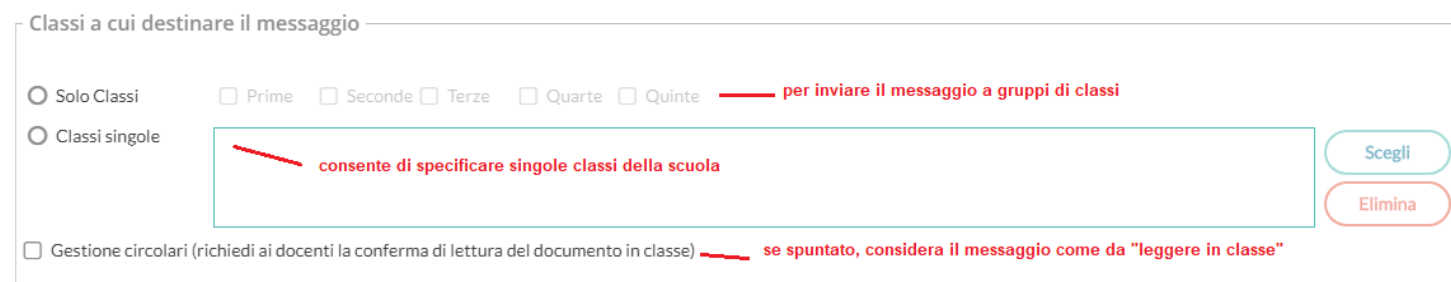 Classi a cui destinare il messaggio
Solo Classi Prime Seconde Terze Quarte Quinte per inviare il messaggio a gruppi di classi
Classi singole
consente di specificare singole classi della scuola
Scegli
Elimina
Gestione circolari (richiedi ai docenti la conferma di lettura del documento in classe) se spuntato, considera il messaggio come da "leggere in classe"